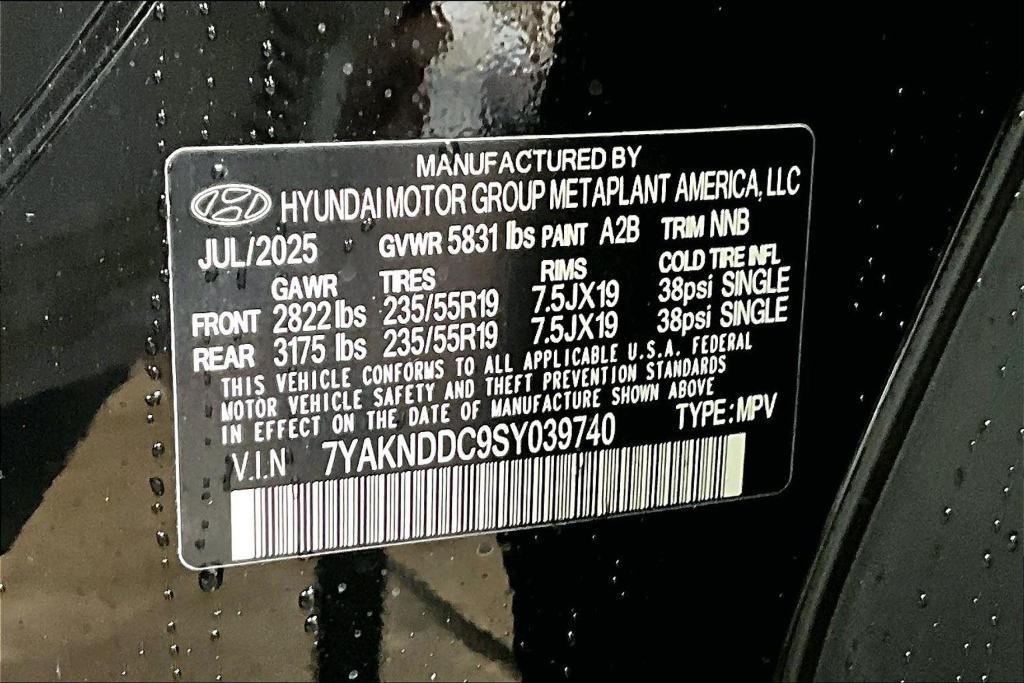 MANUFACTURED BY
HYUNDAI MOTOR GROUP METAPLANT AMERICA, LLC
JUL/2025 GVWR 5831 lbs PAINT A2B TRIM NNB
GAWR TIRES RIMS COLD TIRE INFL
FRONT 2822 lbs 235/55R19 7.5JX19 38psi SINGLE
REAR 3175 lbs 235/55R19 7.5JX19 38psi SINGLE
THIS VEHICLE CONFORMS TO ALL APPLICABLE U.S.A. FEDERAL
MOTOR VEHICLE SAFETY AND THEFT PREVENTION STANDARDS
IN EFFECT ON THE DATE OF MANUFACTURE SHOWN ABOVE
V.I.N 7YAKNDDC9SY039740 TYPE:MPV